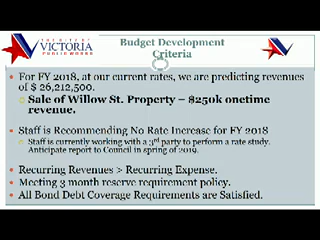 THE CITY OF
VICTORIA
PUBLIC WORKS
Budget Development
Criteria
• For FY 2018, at our current rates, we are predicting revenues
of $ 26,212,500.
Sale of Willow St. Property – $250k onetime
revenue.
• Staff is Recommending No Rate Increase for FY 2018
Staff is currently working with a 3rd party to perform a rate study.
Anticipate report to Council in spring of 2019.
• Recurring Revenues > Recurring Expense.
• Meeting 3 month reserve requirement policy.
• All Bond Debt Coverage Requirements are Satisfied.